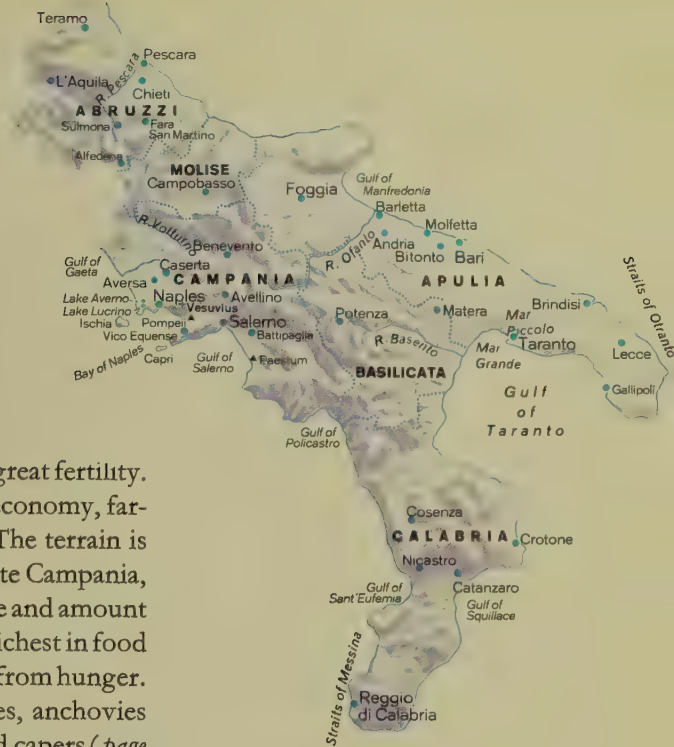 Teramo
Pescara
R. Pescara
L'Aquila
Chieti
ABRUZZI
Sulmona
Fara
San Martino
Alfedena
MOLISE
Campobasso
Foggia
Gulf of
Manfredonia
Barletta
Molfetta
R. Volturno
Benevento
R. Ofanto
Andria
Bitonto
Bari
Gulf of
Gaeta
Caserta
Aversa
CAMPANIA
APULIA
Straits of Otranto
Lake Averno
Naples
Avellino
Lake Lucrino
Vesuvius
Ischia
Pompeii
Salerno
Potenza
Matera
Mar
Piccolo
Brindisi
Vico Equense
Battipaglia
R. Basento
Taranto
Lecce
Bay of Naples
Capri
Gulf of
Salerno
Paestum
Mar
Grande
BASILICATA
Gallipoli
Gulf
of
Taranto
Gulf of
Policastro
great fertility.
economy, far-
The terrain is
te Campania,
e and amount
richest in food
from hunger.
es, anchovies
d capers (page
Cosenza
CALABRIA
Crotone
Nicastro
Gulf of
Sant'Eufemia
Catanzaro
Gulf of
Squillace
Straits of Messina
Reggio
di Calabria